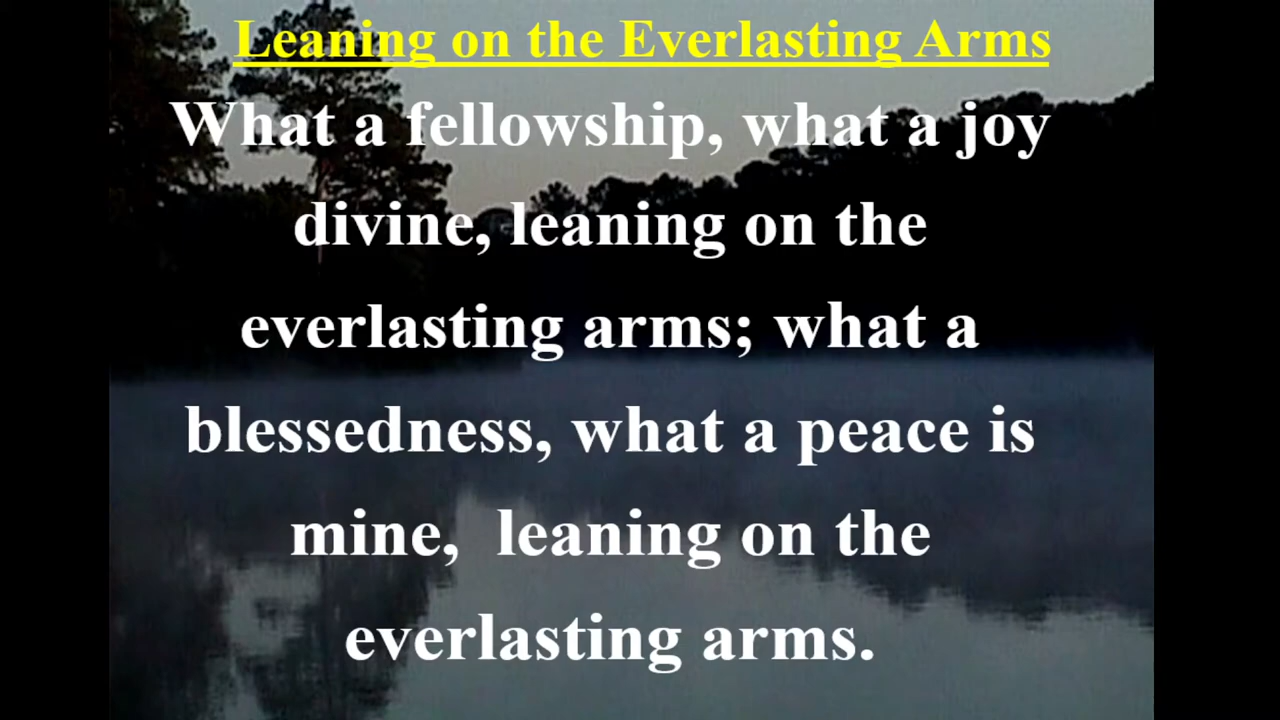 Leaning on the Everlasting Arms
What a fellowship, what a joy
divine, leaning on the
everlasting arms; what a
blessedness, what a peace is
mine,  leaning on the
everlasting arms.